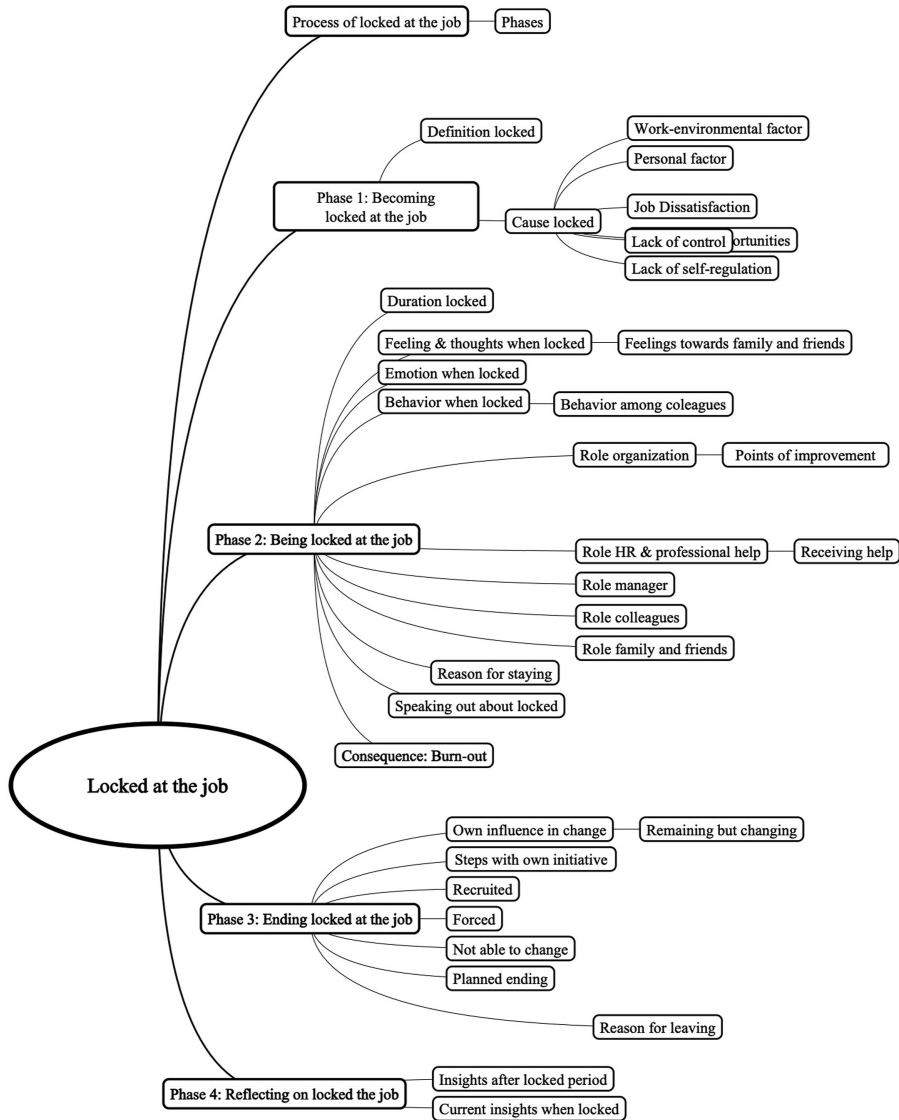 Process of locked at the job
Phases
Definition locked
Work-environmental factor
Personal factor
Phase 1: Becoming
locked at the job
Job Dissatisfaction
Cause locked
Lack of control
Lack of self-regulation
Duration locked
Feeling & thoughts when locked
Feelings towards family and friends
Emotion when locked
Behavior when locked
Behavior among coleagues
Role organization
Points of improvement
Phase 2: Being locked at the job
Role HR & professional help
Receiving help
Role manager
Role colleagues
Role family and friends
Reason for staying
Speaking out about locked
Consequence: Burn-out
Locked at the job
Own influence in change
Remaining but changing
Steps with own initiative
Recruited
Phase 3: Ending locked at the job
Forced
Not able to change
Planned ending
Reason for leaving
Phase 4: Reflecting on locked the job
Insights after locked period
Current insights when locked